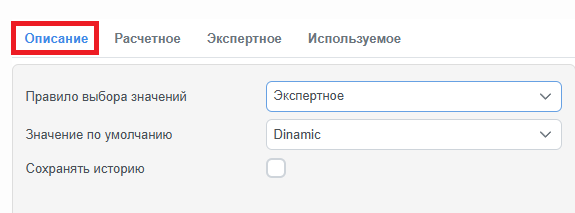 Описание Расчетное Экспертное Используемое
Правило выбора значений Экспертное
Значение по умолчанию Dinamic
Сохранять историю